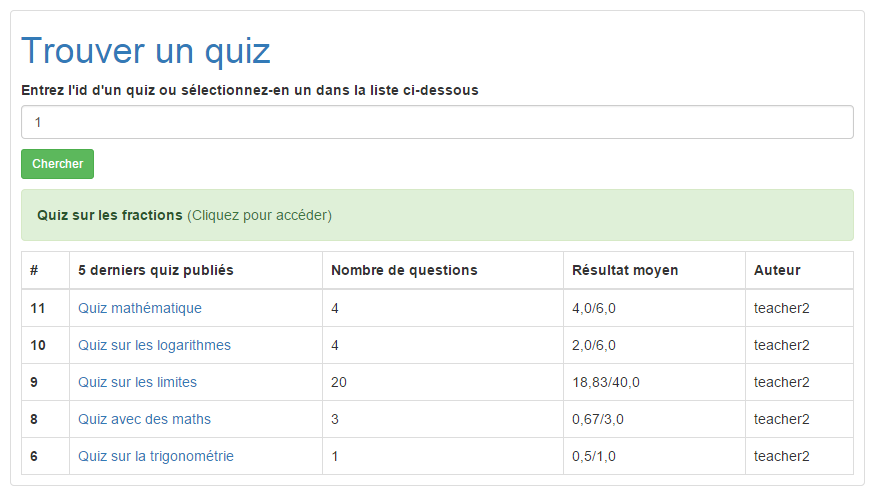 Trouver un quiz
Entrez l'id d'un quiz ou sélectionnez-en un dans la liste ci-dessous
1
Chercher
Quiz sur les fractions (Cliquez pour accéder)
# 5 derniers quiz publiés Nombre de questions Résultat moyen Auteur
11 Quiz mathématique 4 4,0/6,0 teacher2
10 Quiz sur les logarithmes 4 2,0/6,0 teacher2
9 Quiz sur les limites 20 18,83/40,0 teacher2
8 Quiz avec des maths 3 0,67/3,0 teacher2
6 Quiz sur la trigonométrie 1 0,5/1,0 teacher2